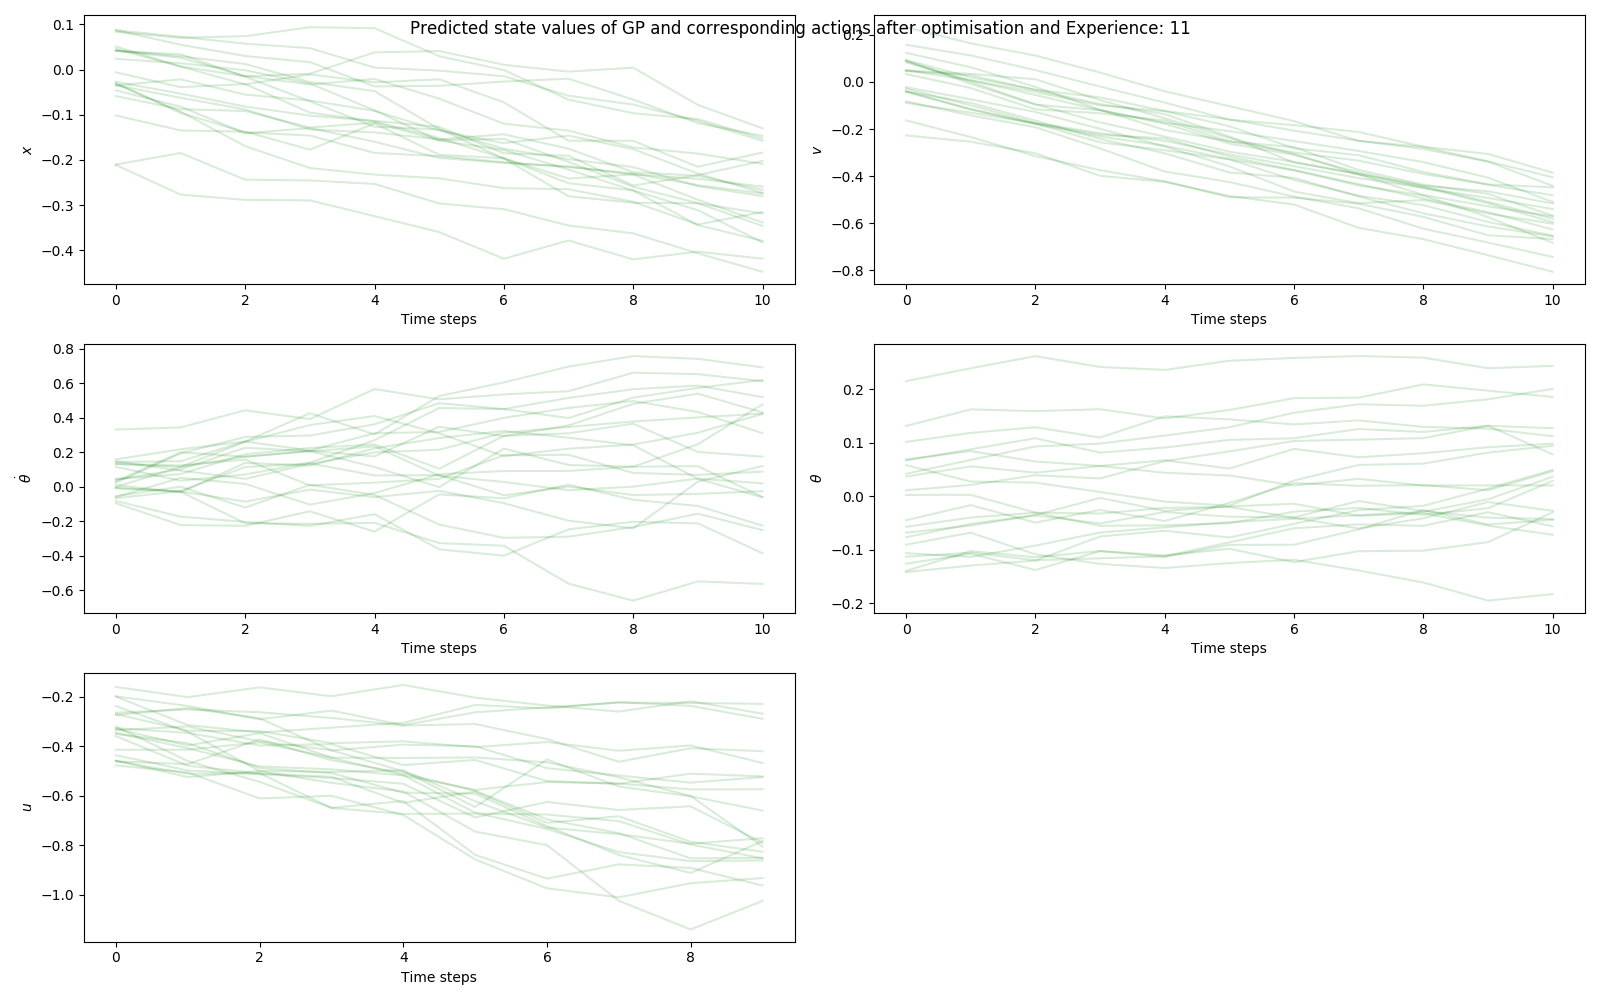 Predicted state values of GP and corresponding actions after optimisation and Experience: 11
0.1
0.0
−0.1
−0.2
−0.3
−0.4
x
0 2 4 6 8 10
Time steps
0.2
0.0
−0.2
−0.4
−0.6
−0.8
v
0 2 4 6 8 10
Time steps
0.8
0.6
0.4
0.2
0.0
−0.2
−0.4
−0.6
θ̇
0 2 4 6 8 10
Time steps
0.2
0.1
0.0
−0.1
−0.2
θ
0 2 4 6 8 10
Time steps
−0.2
−0.4
−0.6
−0.8
−1.0
u
0 2 4 6 8
Time steps